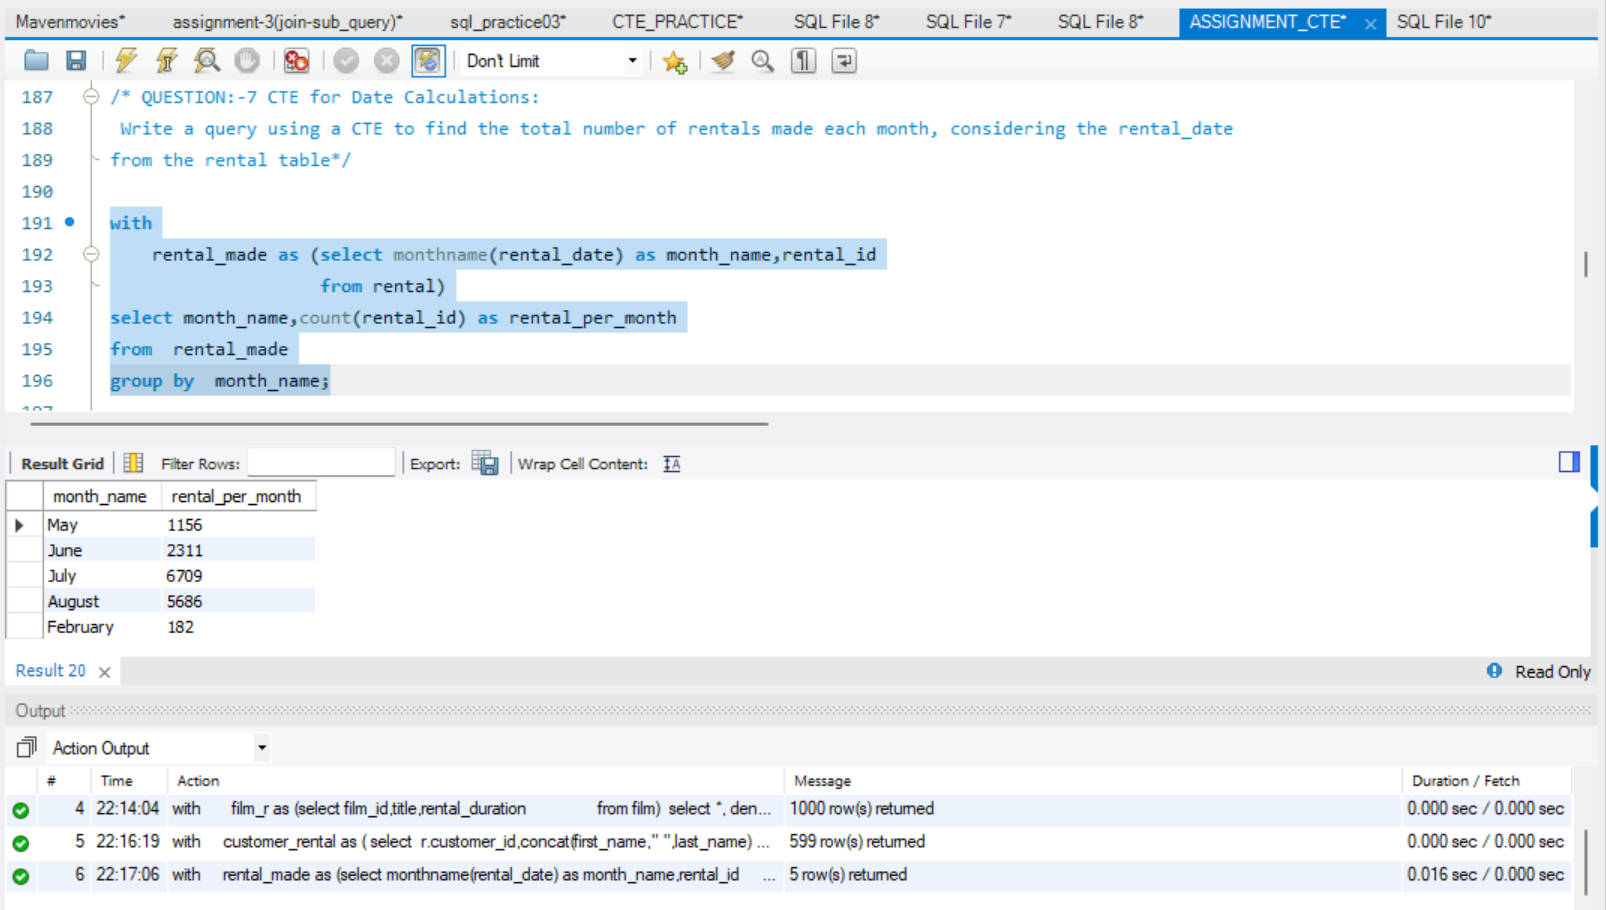 Mavenmovies* assignment-3(join-sub_query)* sql_practice03* CTE_PRACTICE* SQL File 8* SQL File 7* SQL File 8* ASSIGNMENT_CTE* SQL File 10*
Don't Limit
187 /* QUESTION:-7 CTE for Date Calculations:
188 Write a query using a CTE to find the total number of rentals made each month, considering the rental_date
189 from the rental table*/
190
191 with
192 rental_made as (select monthname(rental_date) as month_name,rental_id
193 from rental)
194 select month_name,count(rental_id) as rental_per_month
195 from rental_made
196 group by month_name;
197
Result Grid Filter Rows: Export: Wrap Cell Content:
month_name rental_per_month
May 1156
June 2311
July 6709
August 5686
February 182
Result 20 Read Only
Output
Action Output
# Time Action Message Duration / Fetch
4 22:14:04 with film_r as (select film_id,title,rental_duration from film) select *, den... 1000 row(s) returned 0.000 sec / 0.000 sec
5 22:16:19 with customer_rental as ( select r.customer_id,concat(first_name," ",last_name) ... 599 row(s) returned 0.000 sec / 0.000 sec
6 22:17:06 with rental_made as (select monthname(rental_date) as month_name,rental_id ... 5 row(s) returned 0.016 sec / 0.000 sec